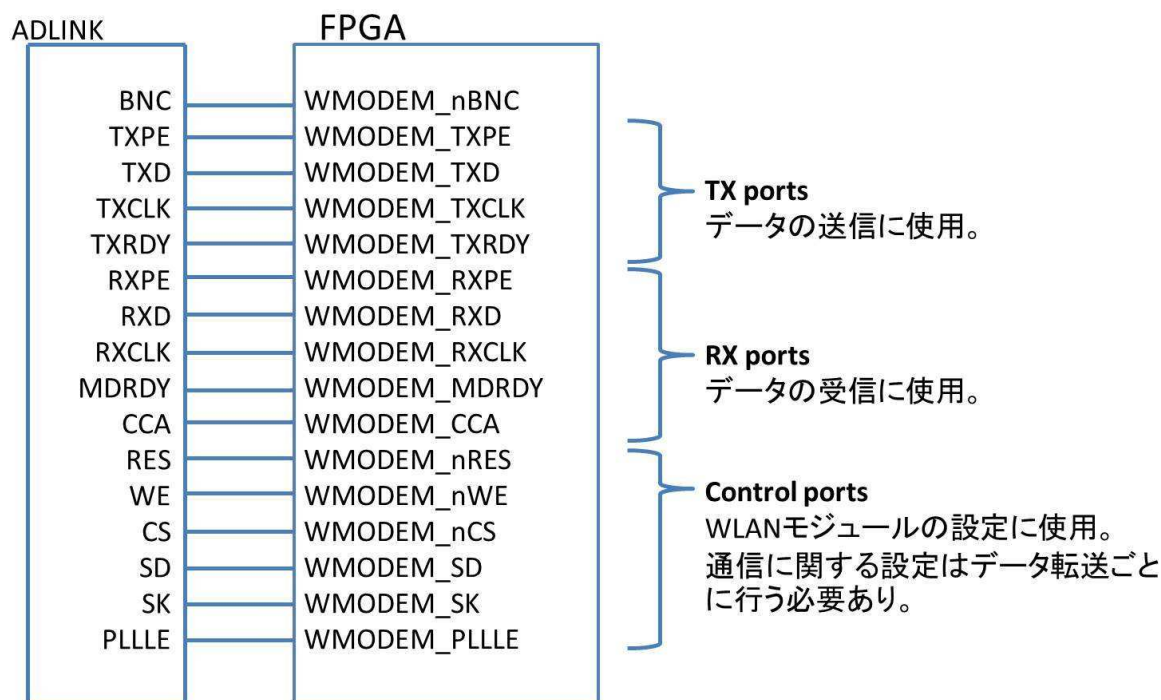 ADLINK
FPGA
BNC WMODEM_nBNC
TXPE WMODEM_TXPE
TXD WMODEM_TXD
TXCLK WMODEM_TXCLK
TXRDY WMODEM_TXRDY
RXPE WMODEM_RXPE
RXD WMODEM_RXD
RXCLK WMODEM_RXCLK
MDRDY WMODEM_MDRDY
CCA WMODEM_CCA
RES WMODEM_nRES
WE WMODEM_nWE
CS WMODEM_nCS
SD WMODEM_SD
SK WMODEM_SK
PLLLE WMODEM_PLLLE
TX ports
データの送信に使用。
RX ports
データの受信に使用。
Control ports
WLANモジュールの設定に使用。
通信に関する設定はデータ転送ごと
に行う必要あり。